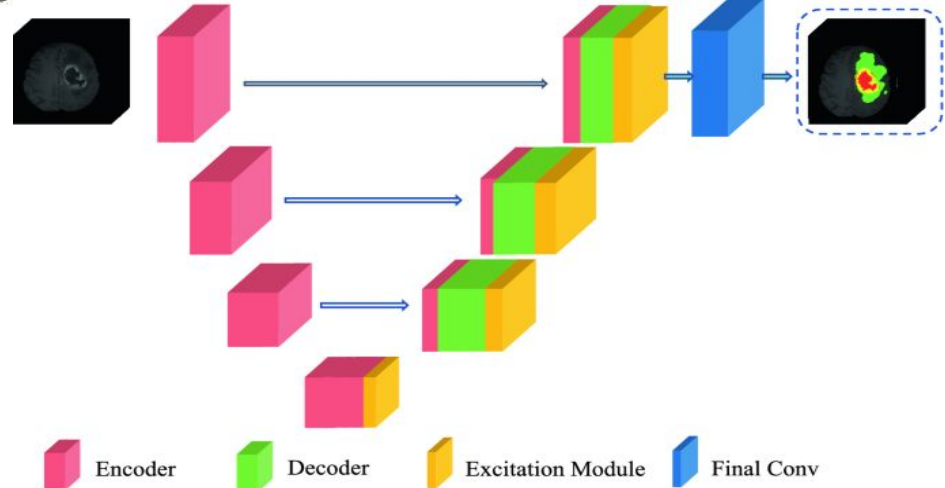 Encoder
Decoder
Excitation Module
Final Conv